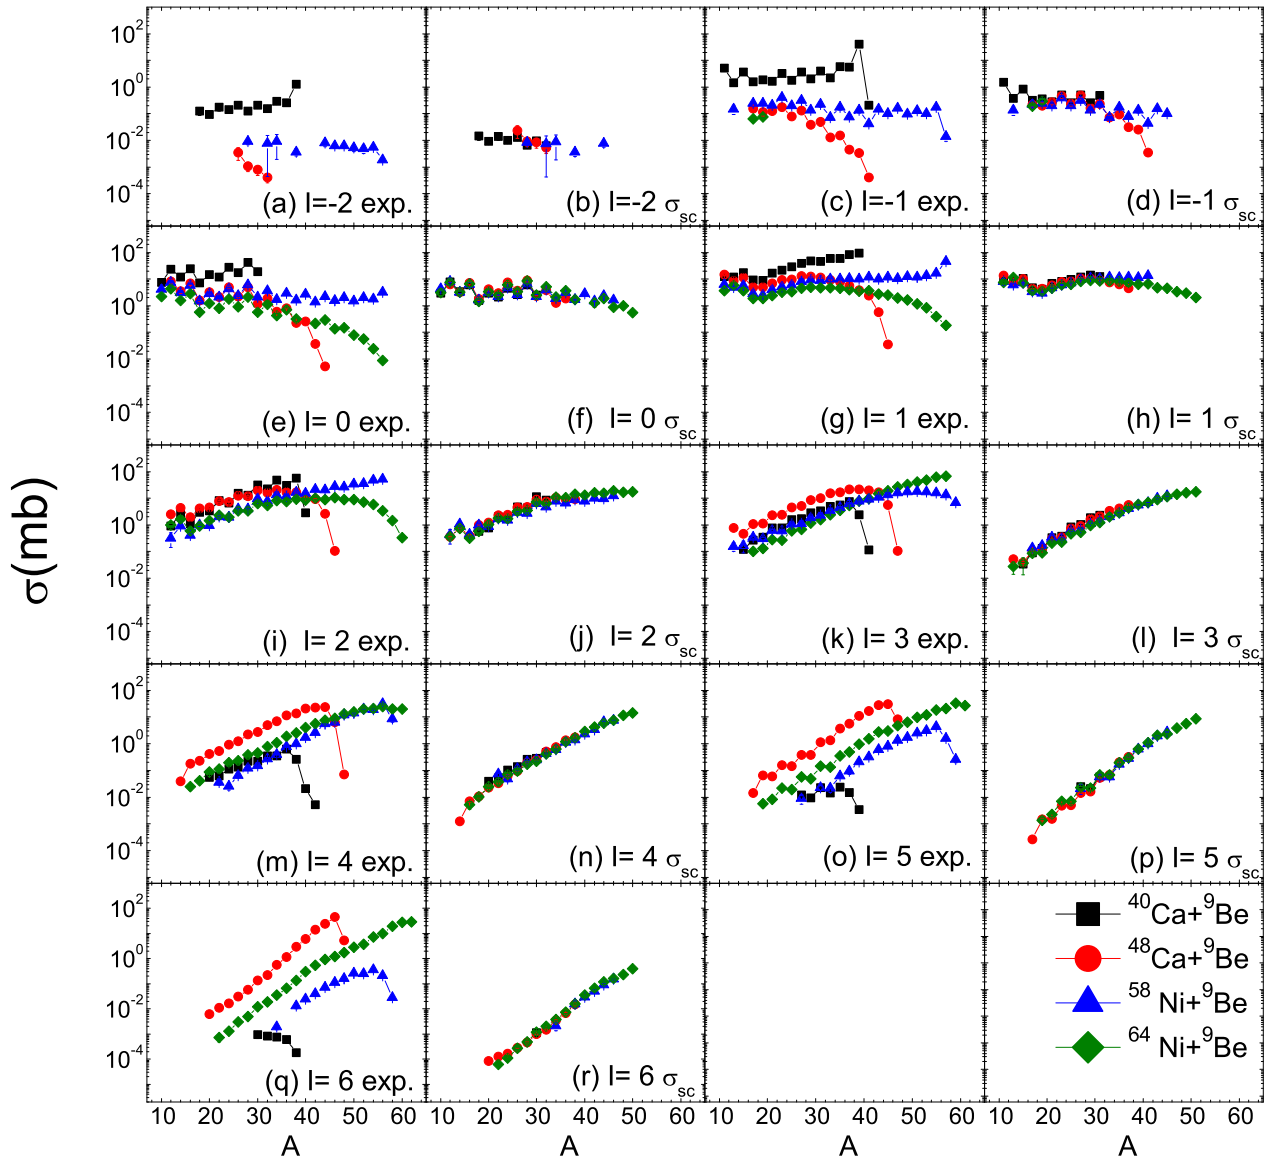 10² 10⁰ 10⁻² 10⁻⁴
(a) I=-2 exp.
(b) I=-2 σsc
(c) I=-1 exp.
(d) I=-1 σsc
10² 10⁰ 10⁻² 10⁻⁴
(e) I= 0 exp.
(f) I= 0 σsc
(g) I= 1 exp.
(h) I= 1 σsc
σ(mb)
10² 10⁰ 10⁻² 10⁻⁴
(i) I= 2 exp.
(j) I= 2 σsc
(k) I= 3 exp.
(l) I= 3 σsc
10² 10⁰ 10⁻² 10⁻⁴
(m) I= 4 exp.
(n) I= 4 σsc
(o) I= 5 exp.
(p) I= 5 σsc
10² 10⁰ 10⁻² 10⁻⁴
(q) I= 6 exp.
(r) I= 6 σsc
⁴⁰Ca+⁹Be
⁴⁸Ca+⁹Be
⁵⁸Ni+⁹Be
⁶⁴Ni+⁹Be
10 20 30 40 50 60
10 20 30 40 50 60
10 20 30 40 50 60
10 20 30 40 50 60
A A A A